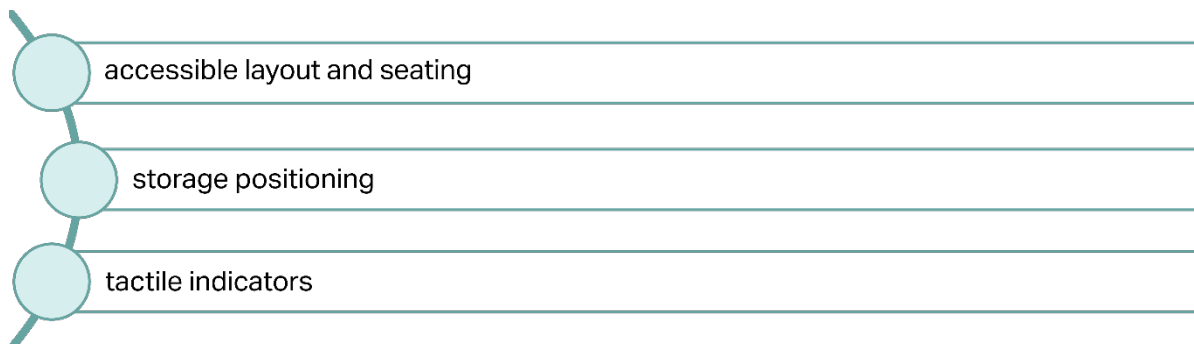 accessible layout and seating
storage positioning
tactile indicators